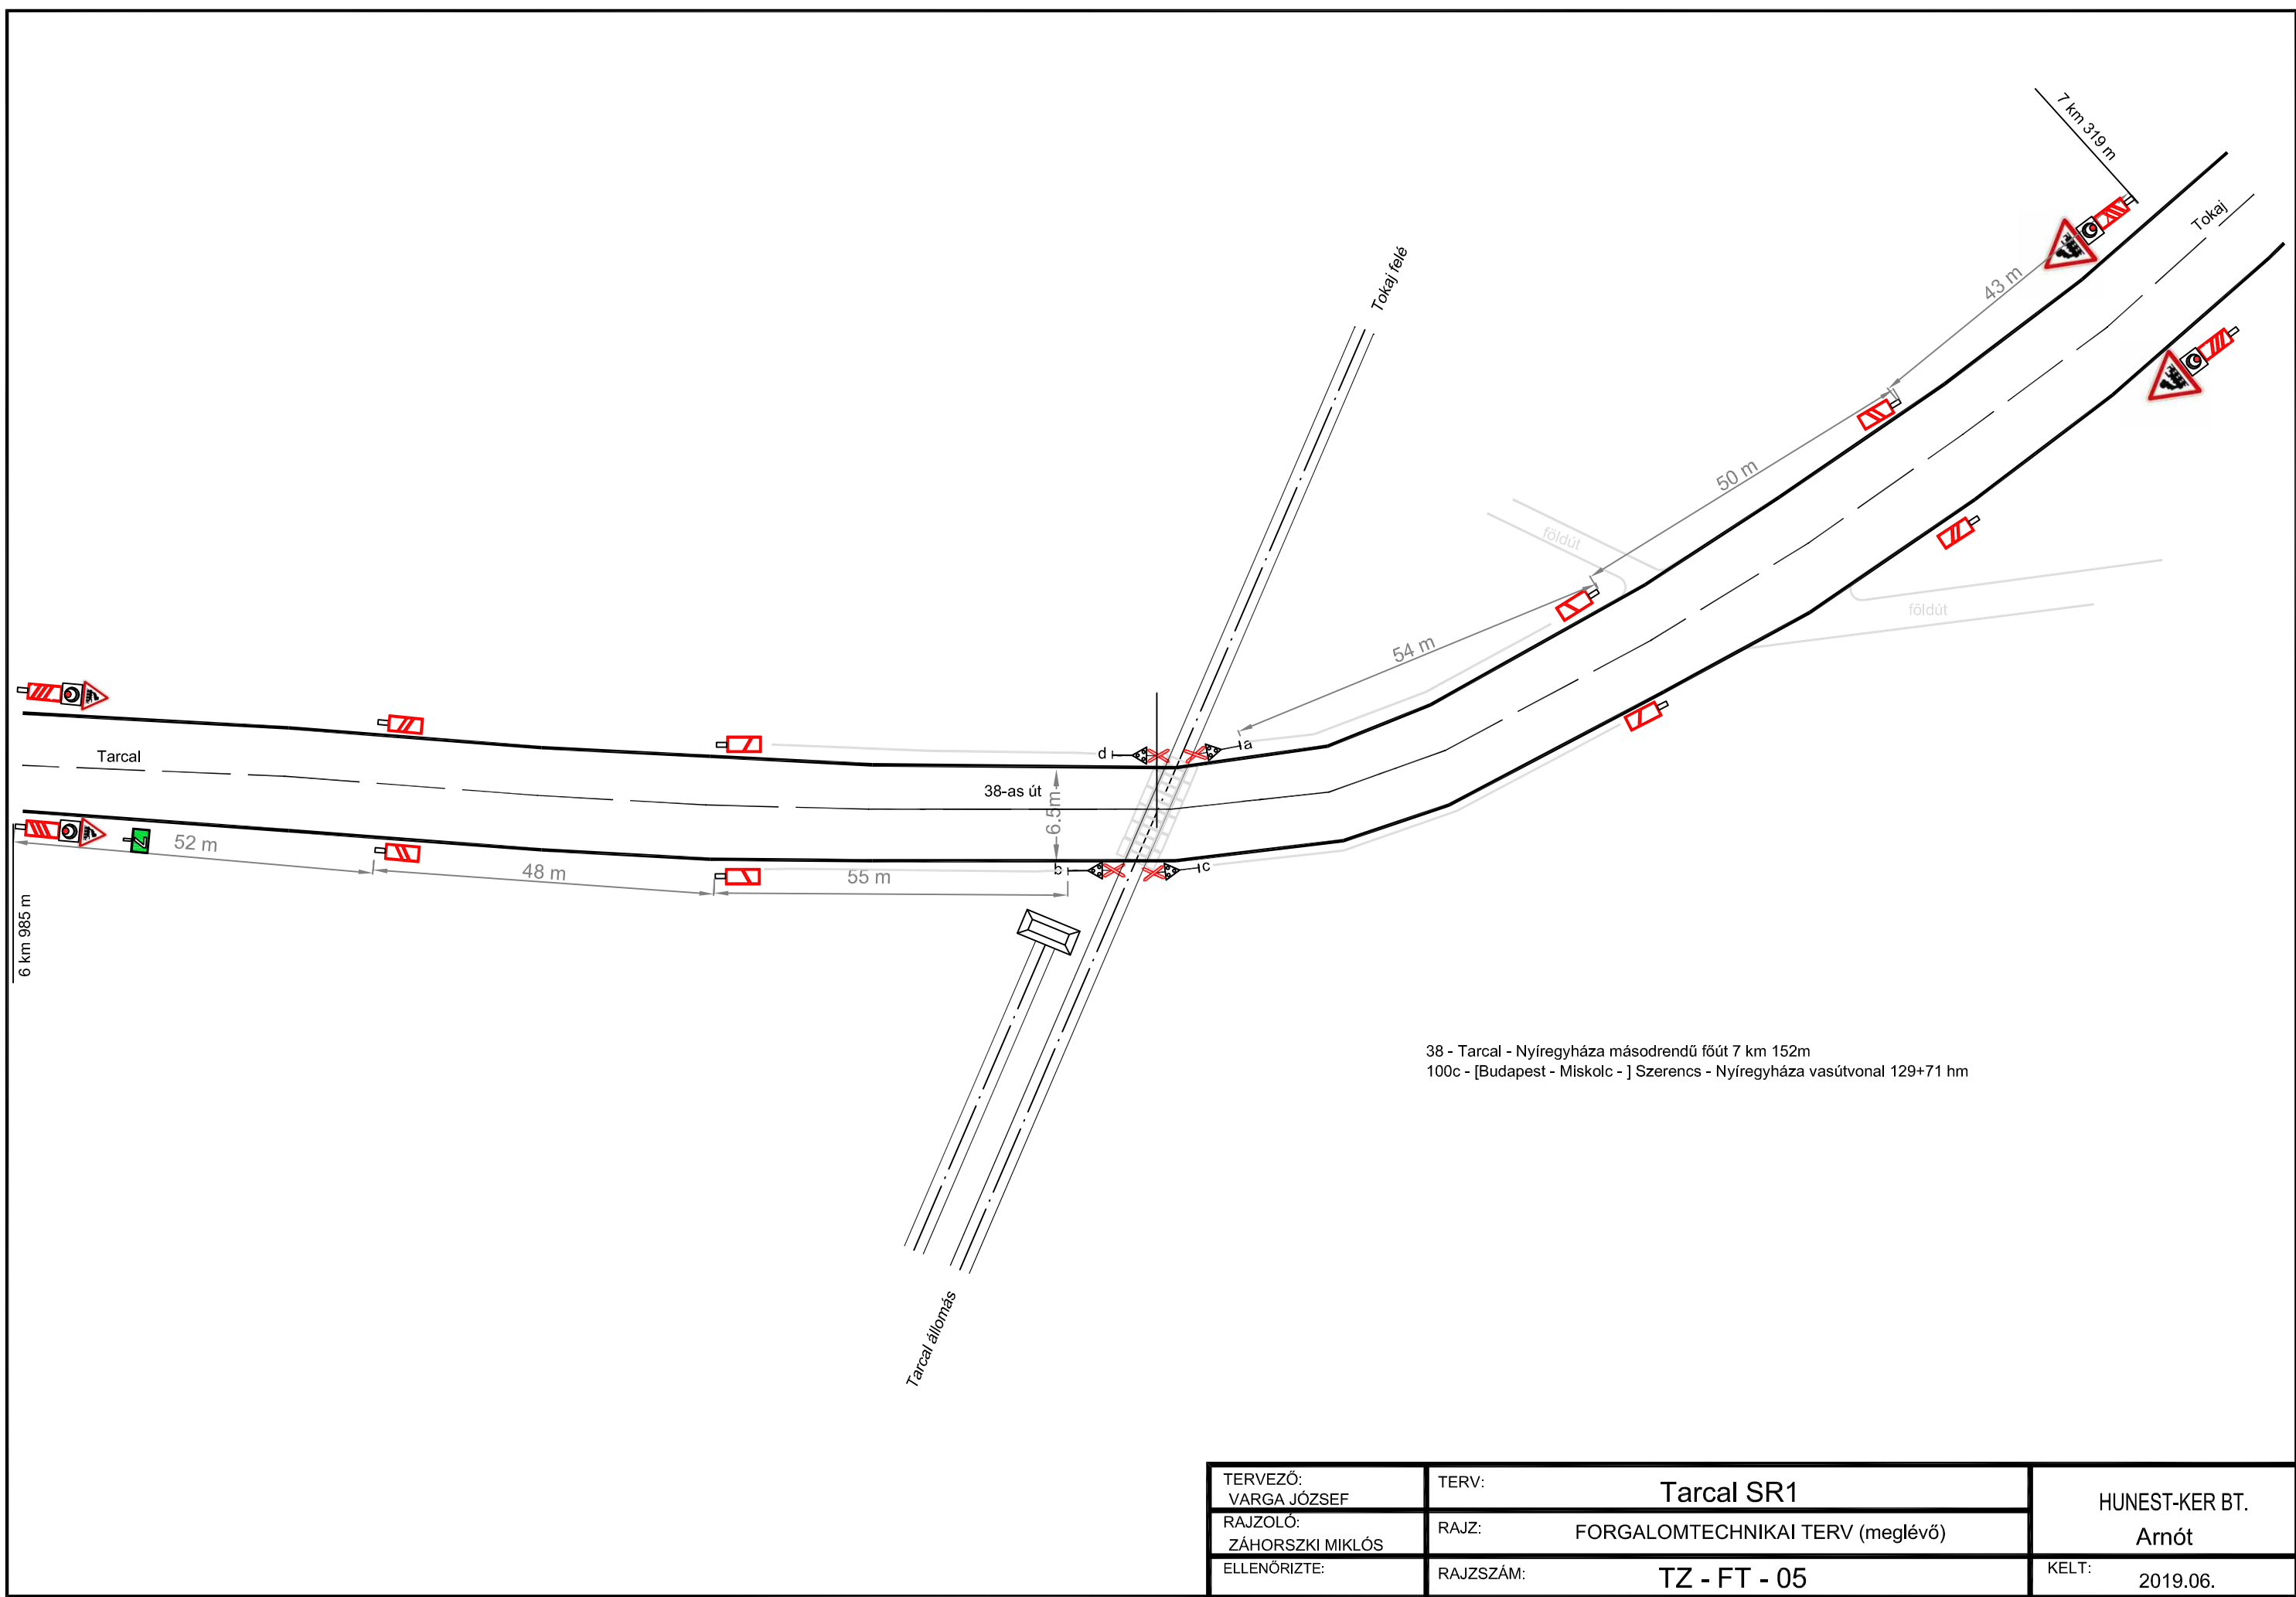 7 km 319 m
Tokaj
Tokaj felé
43 m
50 m
földút
54 m
földút
Tarcal
d
a
38-as út
6.5m
7
52 m
48 m
55 m
b
c
6 km 985 m
38 - Tarcal - Nyíregyháza másodrendű főút 7 km 152m
100c - [Budapest - Miskolc - ] Szerencs - Nyíregyháza vasútvonal 129+71 hm
Tarcal állomás
TERVEZŐ:
VARGA JÓZSEF
TERV:
Tarcal SR1
HUNEST-KER BT.
Arnót
RAJZOLÓ:
ZÁHORSZKI MIKLÓS
RAJZ:
FORGALOMTECHNIKAI TERV (meglévő)
ELLENŐRIZTE:
RAJZSZÁM:
TZ - FT - 05
KELT:
2019.06.